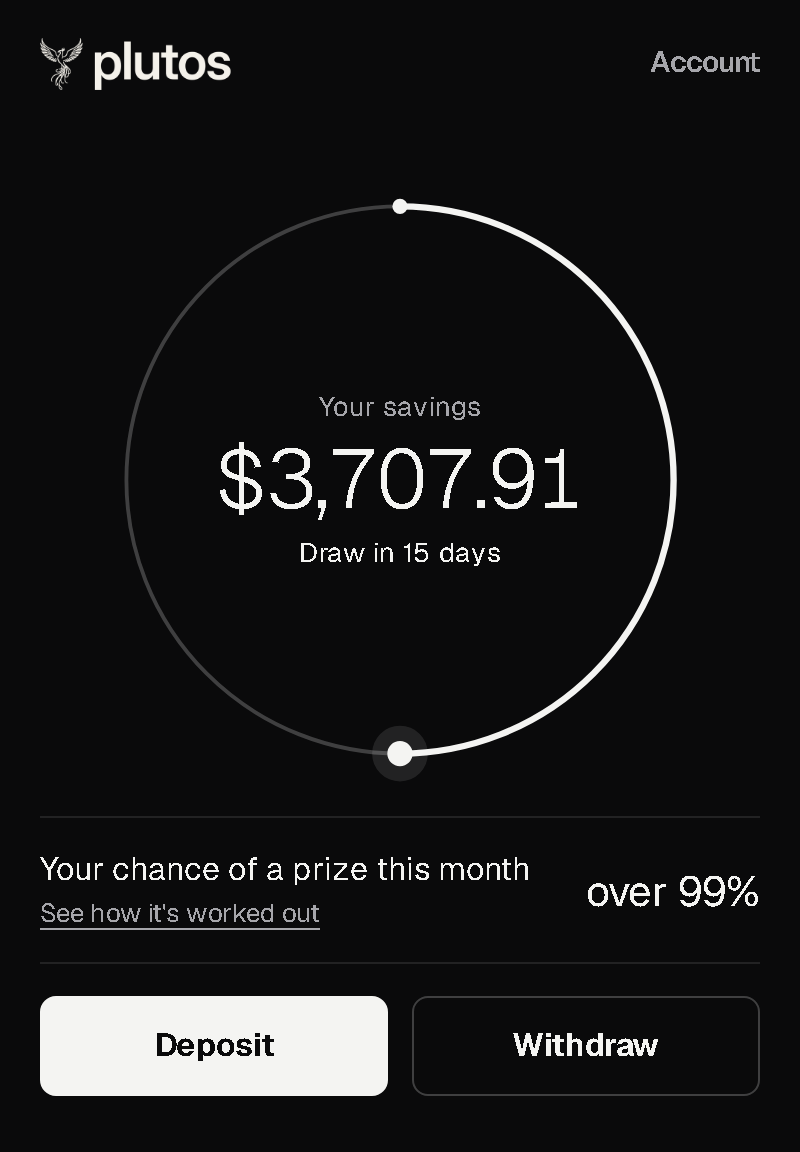 plutos
Account
Your savings
$3,707.91
Draw in 15 days
Your chance of a prize this month
See how it's worked out
over 99%
Deposit
Withdraw